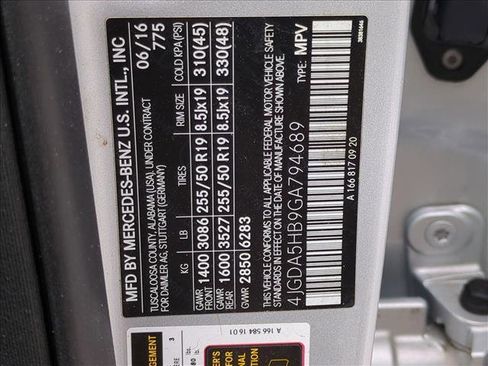 MFD BY MERCEDES-BENZ U.S. INTL., INC 06/16
TUSCALOOSA COUNTY, ALABAMA (USA), UNDER CONTRACT 775
FOR DAIMLER AG, STUTTGART (GERMANY)
KG LB TIRES RIM SIZE COLD KPA (PSI)
GAWR FRONT 1400 3086 255/50 R19 8.5Jx19 310(45)
GAWR REAR 1600 3527 255/50 R19 8.5Jx19 330(48)
GVWR 2850 6283
THIS VEHICLE CONFORMS TO ALL APPLICABLE FEDERAL MOTOR VEHICLE SAFETY
AND THEFT PREVENTION STANDARDS IN EFFECT
ON THE DATE OF MANUFACTURE SHOWN ABOVE.
TYPE: MPV
4JGDA5HB9GA794689
A 166 817 09 20
A 166 584 16 01
3